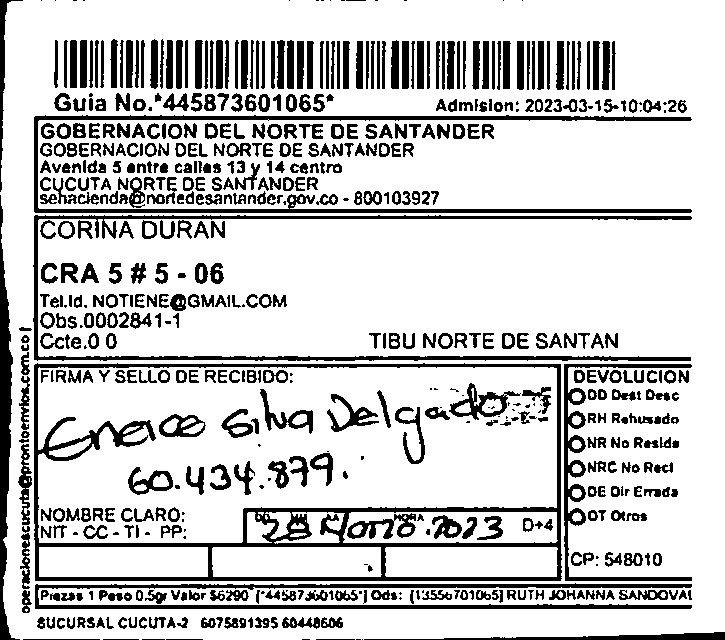 Guia No.*445873601065*
Admision: 2023-03-15-10:04:26
GOBERNACION DEL NORTE DE SANTANDER
GOBERNACION DEL NORTE DE SANTANDER
Avenida 5 entre calles 13 y 14 centro
CUCUTA NORTE DE SANTANDER
sehacienda@nortedesantander.gov.co - 800103927
CORINA DURAN
CRA 5 # 5 - 06
Tel.Id. NOTIENE@GMAIL.COM
Obs.0002841-1
Ccte.0 0
TIBU NORTE DE SANTAN
operacionescucuta@prontoenvios.com.co |
FIRMA Y SELLO DE RECIBIDO:
Silva Delgado
60.434.879.
NOMBRE CLARO:
NIT - CC - TI - PP:
DD MM AA HORA
28 Marzo. 2023
D+4
DEVOLUCION
DD Dest Desc
RH Rehusado
NR No Reside
NRC No Recl
DE Dir Errada
OT Otros
CP: 548010
Piezas 1 Peso 0.5gr Valor $6290 [*445873601065*] Ods: [13556701065] RUTH JOHANNA SANDOVAL
SUCURSAL CUCUTA-2 6075891395 60448606